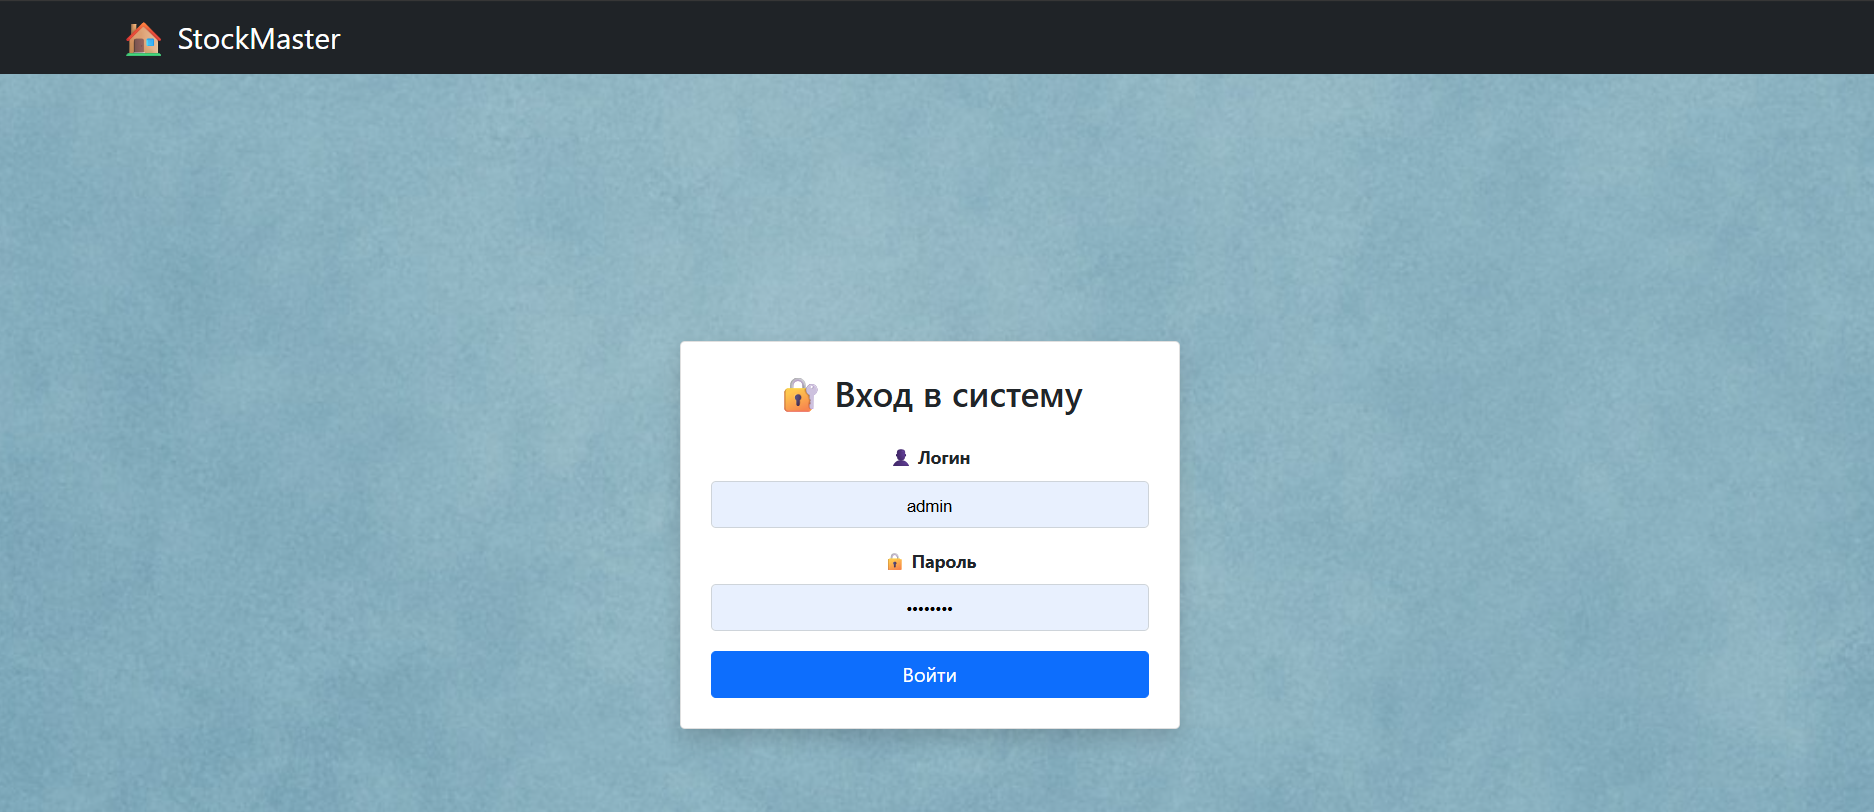 StockMaster
Вход в систему
Логин
admin
Пароль
••••••••
Войти